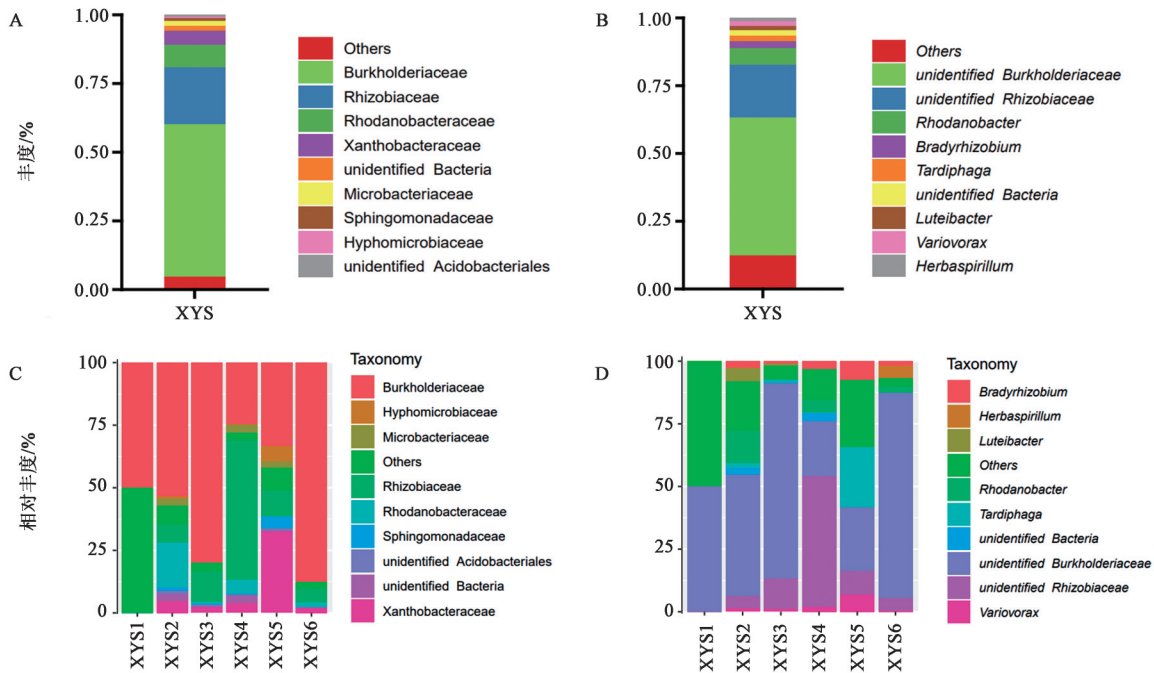 A
丰度/%
1.00
0.75
0.50
0.25
0.00
XYS
Others
Burkholderiaceae
Rhizobiaceae
Rhodanobacteraceae
Xanthobacteraceae
unidentified Bacteria
Microbacteriaceae
Sphingomonadaceae
Hyphomicrobiaceae
unidentified Acidobacteriales
B
1.00
0.75
0.50
0.25
0.00
XYS
Others
unidentified Burkholderiaceae
unidentified Rhizobiaceae
Rhodanobacter
Bradyrhizobium
Tardiphaga
unidentified Bacteria
Luteibacter
Variovorax
Herbaspirillum
C
相对丰度/%
100
75
50
25
0
XYS1
XYS2
XYS3
XYS4
XYS5
XYS6
Taxonomy
Burkholderiaceae
Hyphomicrobiaceae
Microbacteriaceae
Others
Rhizobiaceae
Rhodanobacteraceae
Sphingomonadaceae
unidentified Acidobacteriales
unidentified Bacteria
Xanthobacteraceae
D
100
75
50
25
0
XYS1
XYS2
XYS3
XYS4
XYS5
XYS6
Taxonomy
Bradyrhizobium
Herbaspirillum
Luteibacter
Others
Rhodanobacter
Tardiphaga
unidentified Bacteria
unidentified Burkholderiaceae
unidentified Rhizobiaceae
Variovorax